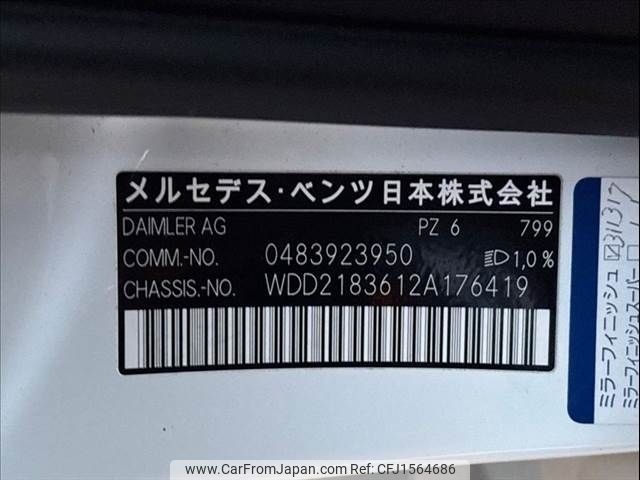 メルセデス・ベンツ日本株式会社
DAIMLER AG PZ 6 799
COMM.-NO. 0483923950 1,0%
CHASSIS.-NO. WDD2183612A176419
ミラーフィニッシュ
ミラーフィニッシュスーパー
www.CarFromJapan.com | REF: CFJ1564686